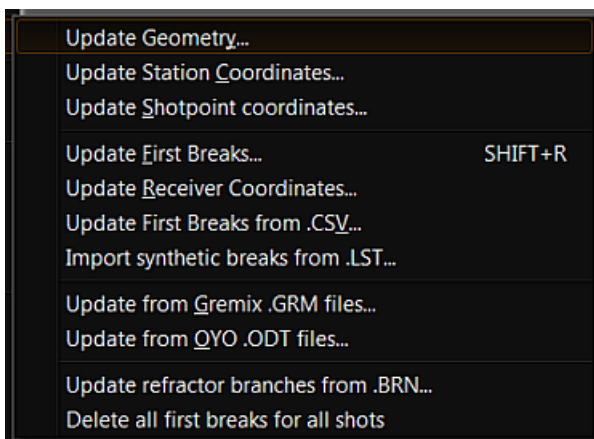 Update Geometry...
Update Station Coordinates...
Update Shotpoint coordinates...
Update First Breaks... SHIFT+R
Update Receiver Coordinates...
Update First Breaks from .CSV...
Import synthetic breaks from .LST...
Update from Gremix .GRM files...
Update from OYO .ODT files...
Update refractor branches from .BRN...
Delete all first breaks for all shots